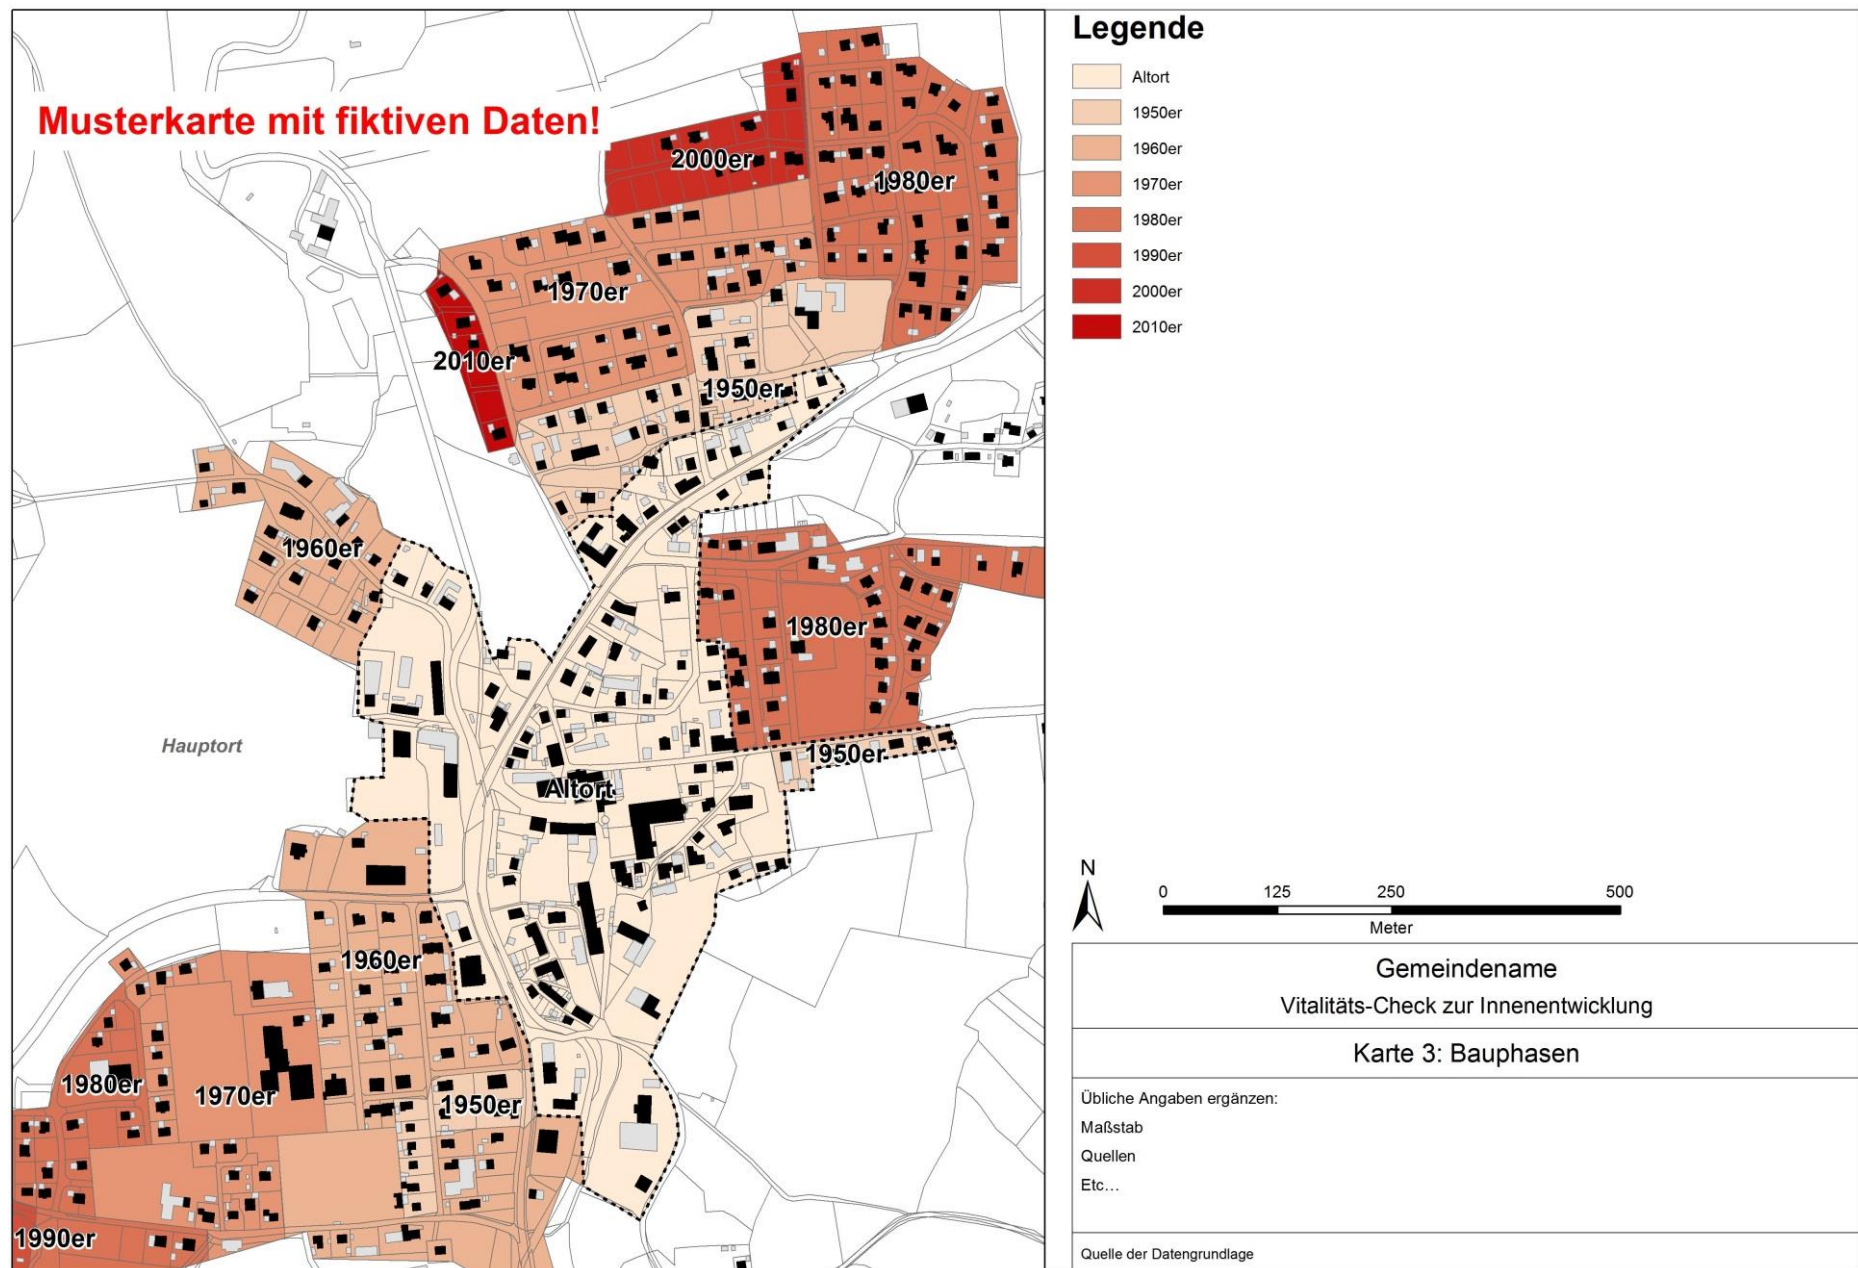 Musterkarte mit fiktiven Daten!
2000er
1980er
1970er
2010er
1950er
1960er
1980er
Hauptort
1950er
Altort
1960er
1980er
1970er
1950er
1990er
Legende
Altort
1950er
1960er
1970er
1980er
1990er
2000er
2010er
N
0 125 250 500
Meter
Gemeindename
Vitalitäts-Check zur Innenentwicklung
Karte 3: Bauphasen
Übliche Angaben ergänzen:
Maßstab
Quellen
Etc...
Quelle der Datengrundlage